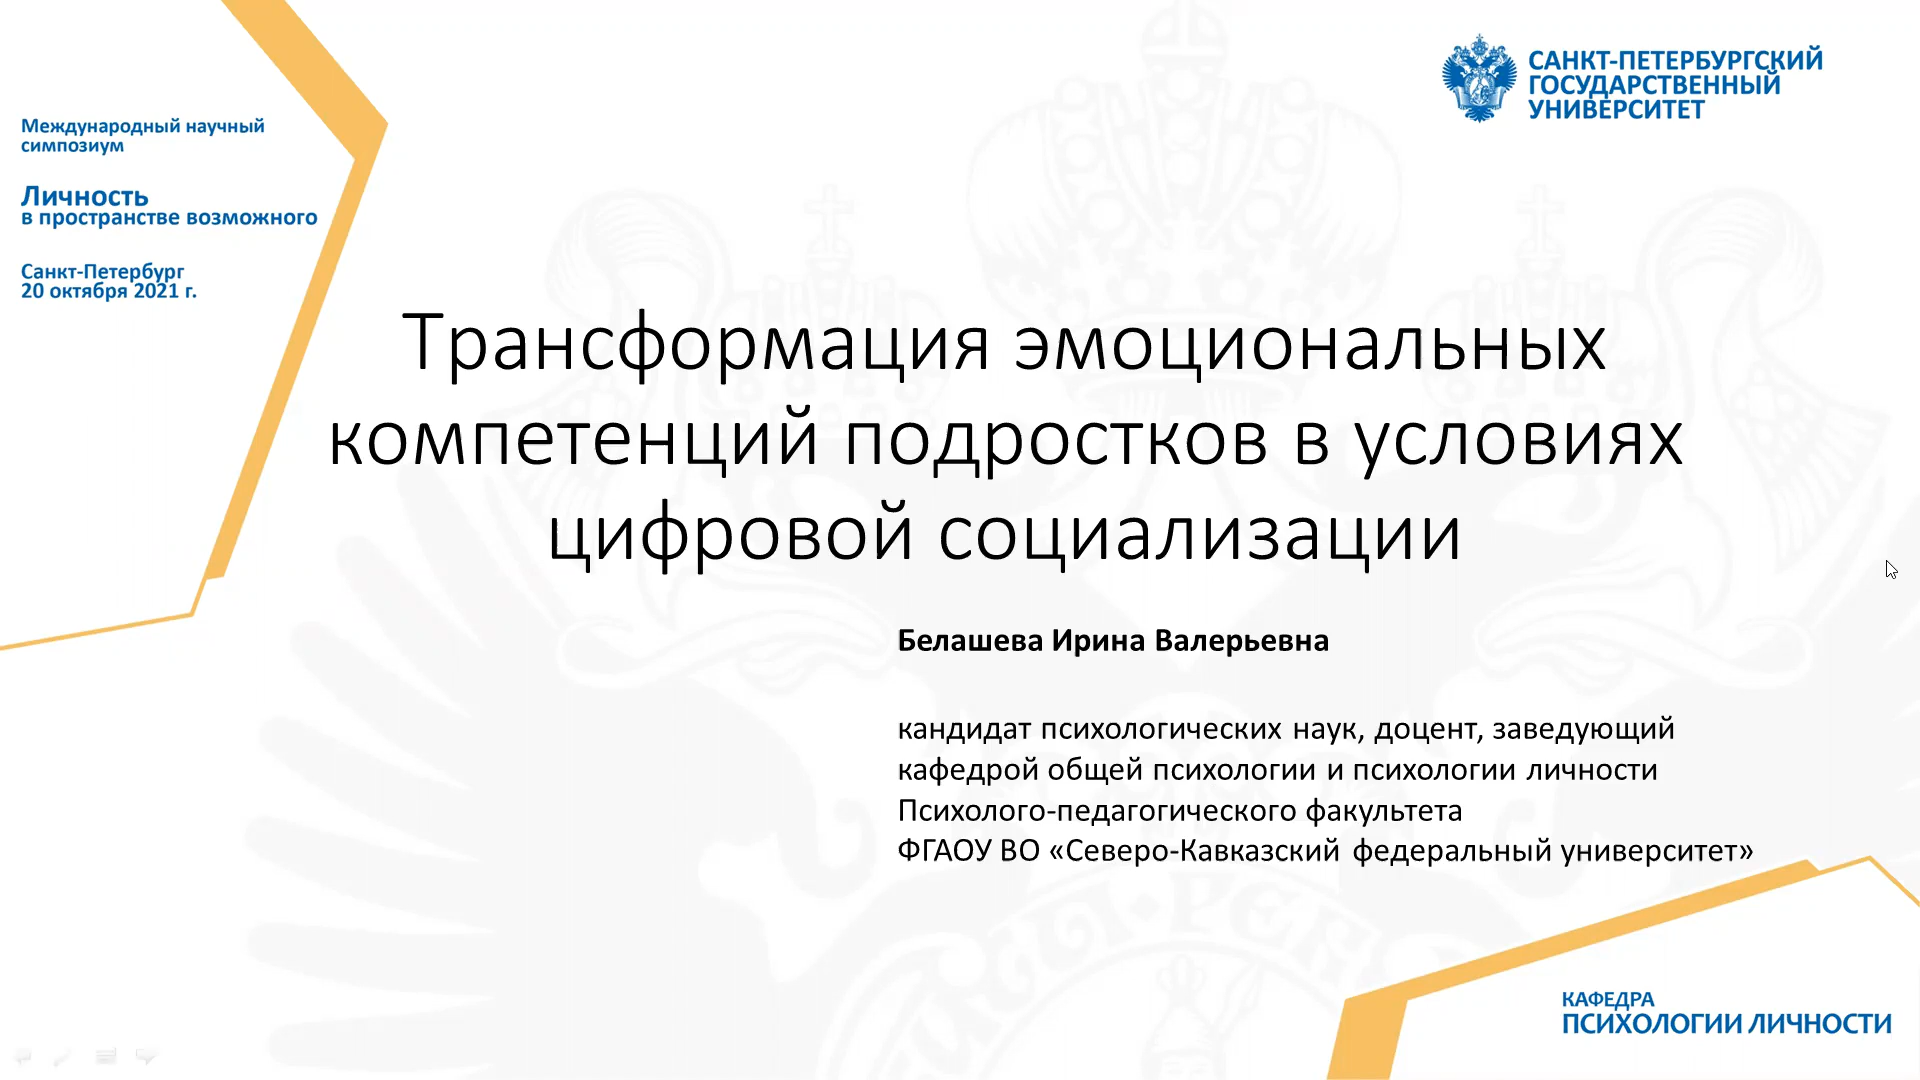 Международный научный
симпозиум
Личность
в пространстве возможного
Санкт-Петербург
20 октября 2021 г.
САНКТ-ПЕТЕРБУРГСКИЙ
ГОСУДАРСТВЕННЫЙ
УНИВЕРСИТЕТ
Трансформация эмоциональных
компетенций подростков в условиях
цифровой социализации
Белашева Ирина Валерьевна
кандидат психологических наук, доцент, заведующий
кафедрой общей психологии и психологии личности
Психолого-педагогического факультета
ФГАОУ ВО «Северо-Кавказский федеральный университет»
КАФЕДРА
ПСИХОЛОГИИ ЛИЧНОСТИ